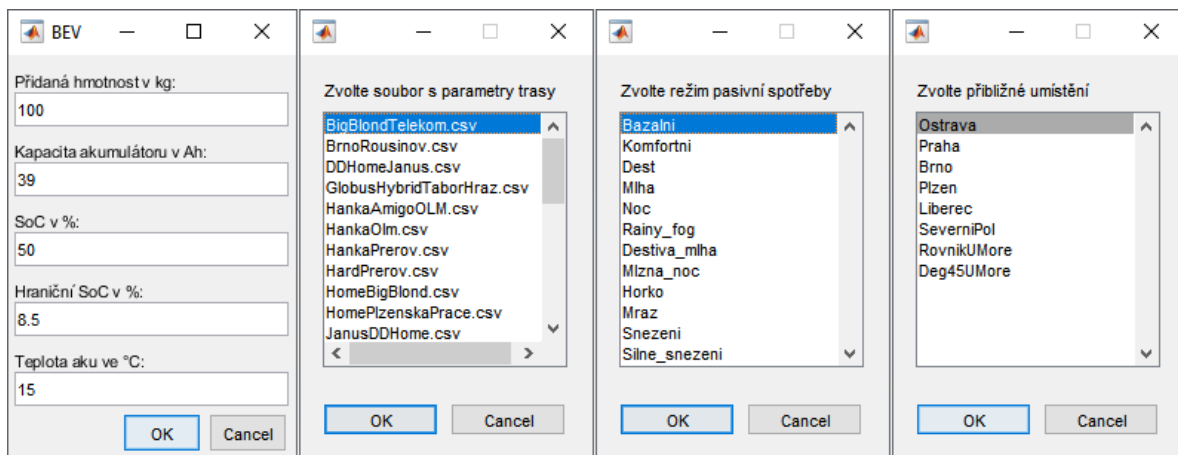 BEV
Přidaná hmotnost v kg:
100
Kapacita akumulátoru v Ah:
39
SoC v %:
50
Hraniční SoC v %:
8.5
Teplota aku ve °C:
15
OK
Cancel
Zvolte soubor s parametry trasy
BigBlondTelekom.csv
BrnoRousinov.csv
DDHomeJanus.csv
GlobusHybridTaborHraz.csv
HankaAmigoOLM.csv
HankaOlm.csv
HankaPrerov.csv
HardPrerov.csv
HomeBigBlond.csv
HomePlzenskaPrace.csv
JanusDDHome.csv
OK
Cancel
Zvolte režim pasivní spotřeby
Bazalni
Komfortni
Dest
Mlha
Noc
Rainy_fog
Destiva_mlha
Mlzna_noc
Horko
Mraz
Snezeni
Silne_snezeni
OK
Cancel
Zvolte přibližné umístění
Ostrava
Praha
Brno
Plzen
Liberec
SeverniPol
RovnikUMore
Deg45UMore
OK
Cancel